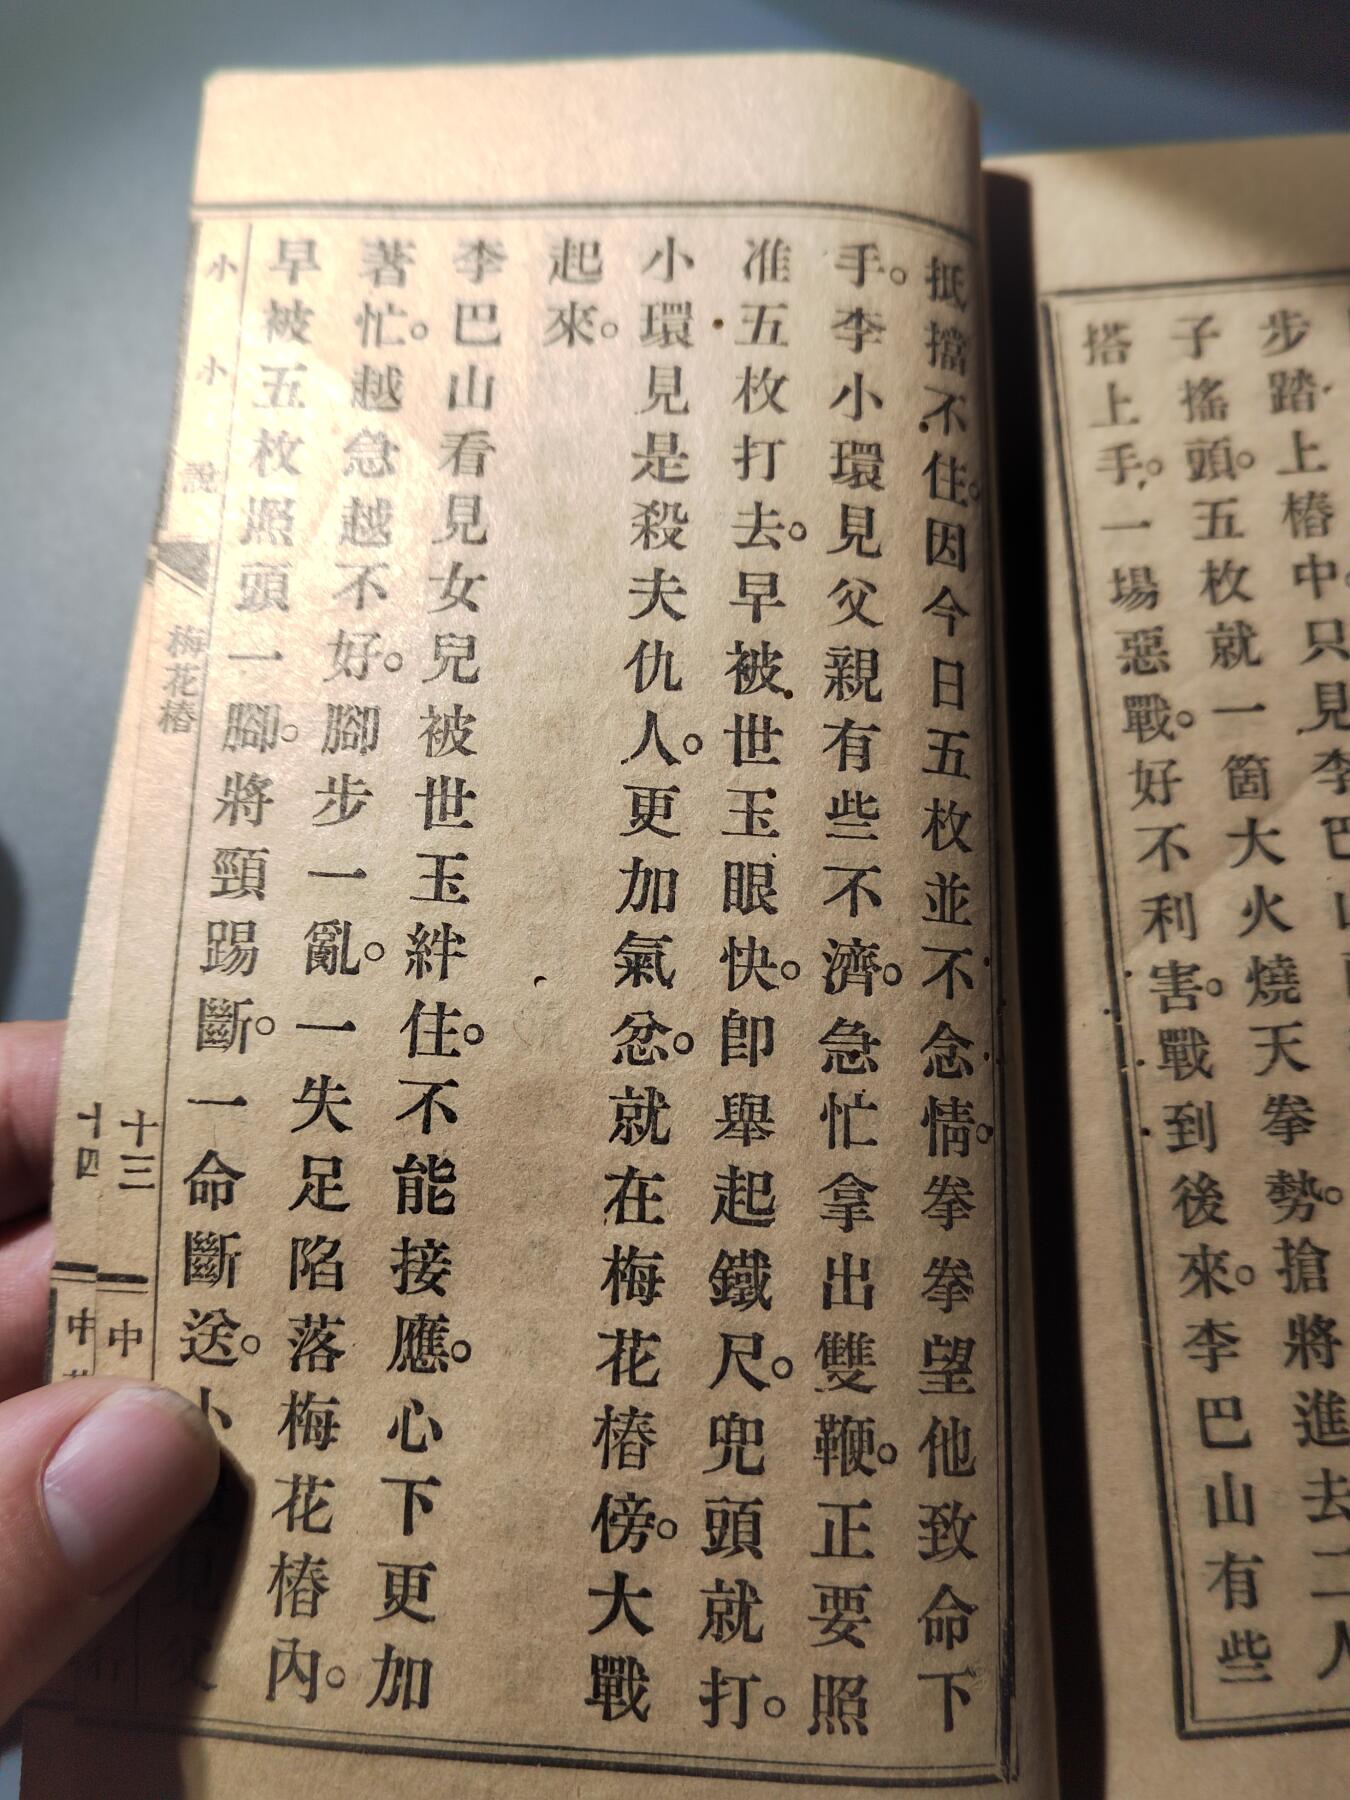 步踏上樁中。只見李巴
子搖頭。五枚就一箇大火燒天拳勢。搶將進去二人
搭上手。一場惡戰。好不利害。戰到後來。李巴山有些
抵擋不住。因今日五枚並不念情。拳拳望他致命下
手。李小環見父親有些不濟。急忙拿出雙鞭。正要照
准五枚打去。早被世玉眼快。卽舉起鐵尺。兜頭就打。
小環見是殺夫仇人。更加氣忿。就在梅花樁傍。大戰
起來。
李巴山看見女兒被世玉絆住。不能接應。心下更加
著忙。越急越不好。腳步一亂。一失足陷落梅花樁內。
早被五枚照頭一腳。將頸踢斷。一命斷送。小見父
小小說 梅花樁 十三 中
十四 中